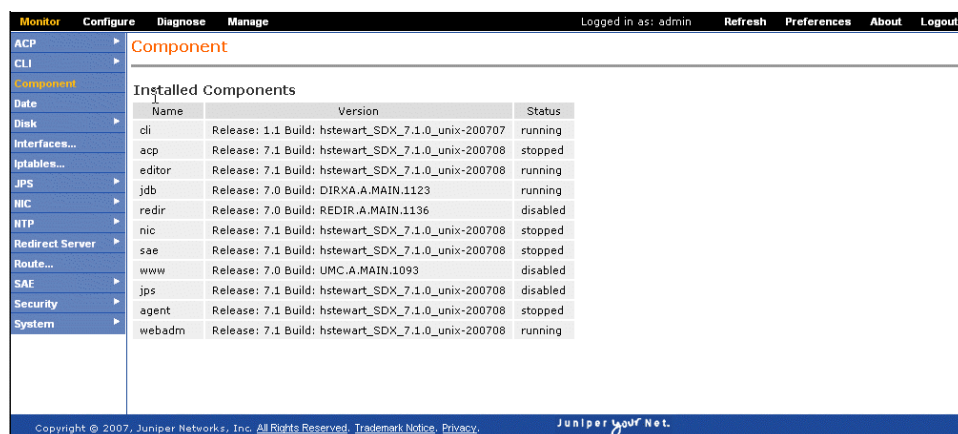 Monitor Configure Diagnose Manage Logged in as: admin Refresh Preferences About Logout
ACP
CLI
Component
Date
Disk
Interfaces...
Iptables...
JPS
NIC
NTP
Redirect Server
Route...
SAE
Security
System
Component
Installed Components
Name Version Status
cli Release: 1.1 Build: hstewart_SDX_7.1.0_unix-200707 running
acp Release: 7.1 Build: hstewart_SDX_7.1.0_unix-200708 stopped
editor Release: 7.1 Build: hstewart_SDX_7.1.0_unix-200708 running
jdb Release: 7.0 Build: DIRXA.A.MAIN.1123 running
redir Release: 7.0 Build: REDIR.A.MAIN.1136 disabled
nic Release: 7.1 Build: hstewart_SDX_7.1.0_unix-200708 stopped
sae Release: 7.1 Build: hstewart_SDX_7.1.0_unix-200708 stopped
www Release: 7.0 Build: UMC.A.MAIN.1093 disabled
jps Release: 7.1 Build: hstewart_SDX_7.1.0_unix-200708 disabled
agent Release: 7.1 Build: hstewart_SDX_7.1.0_unix-200708 stopped
webadm Release: 7.1 Build: hstewart_SDX_7.1.0_unix-200708 running
Copyright © 2007, Juniper Networks, Inc. All Rights Reserved. Trademark Notice. Privacy. Juniper your Net.